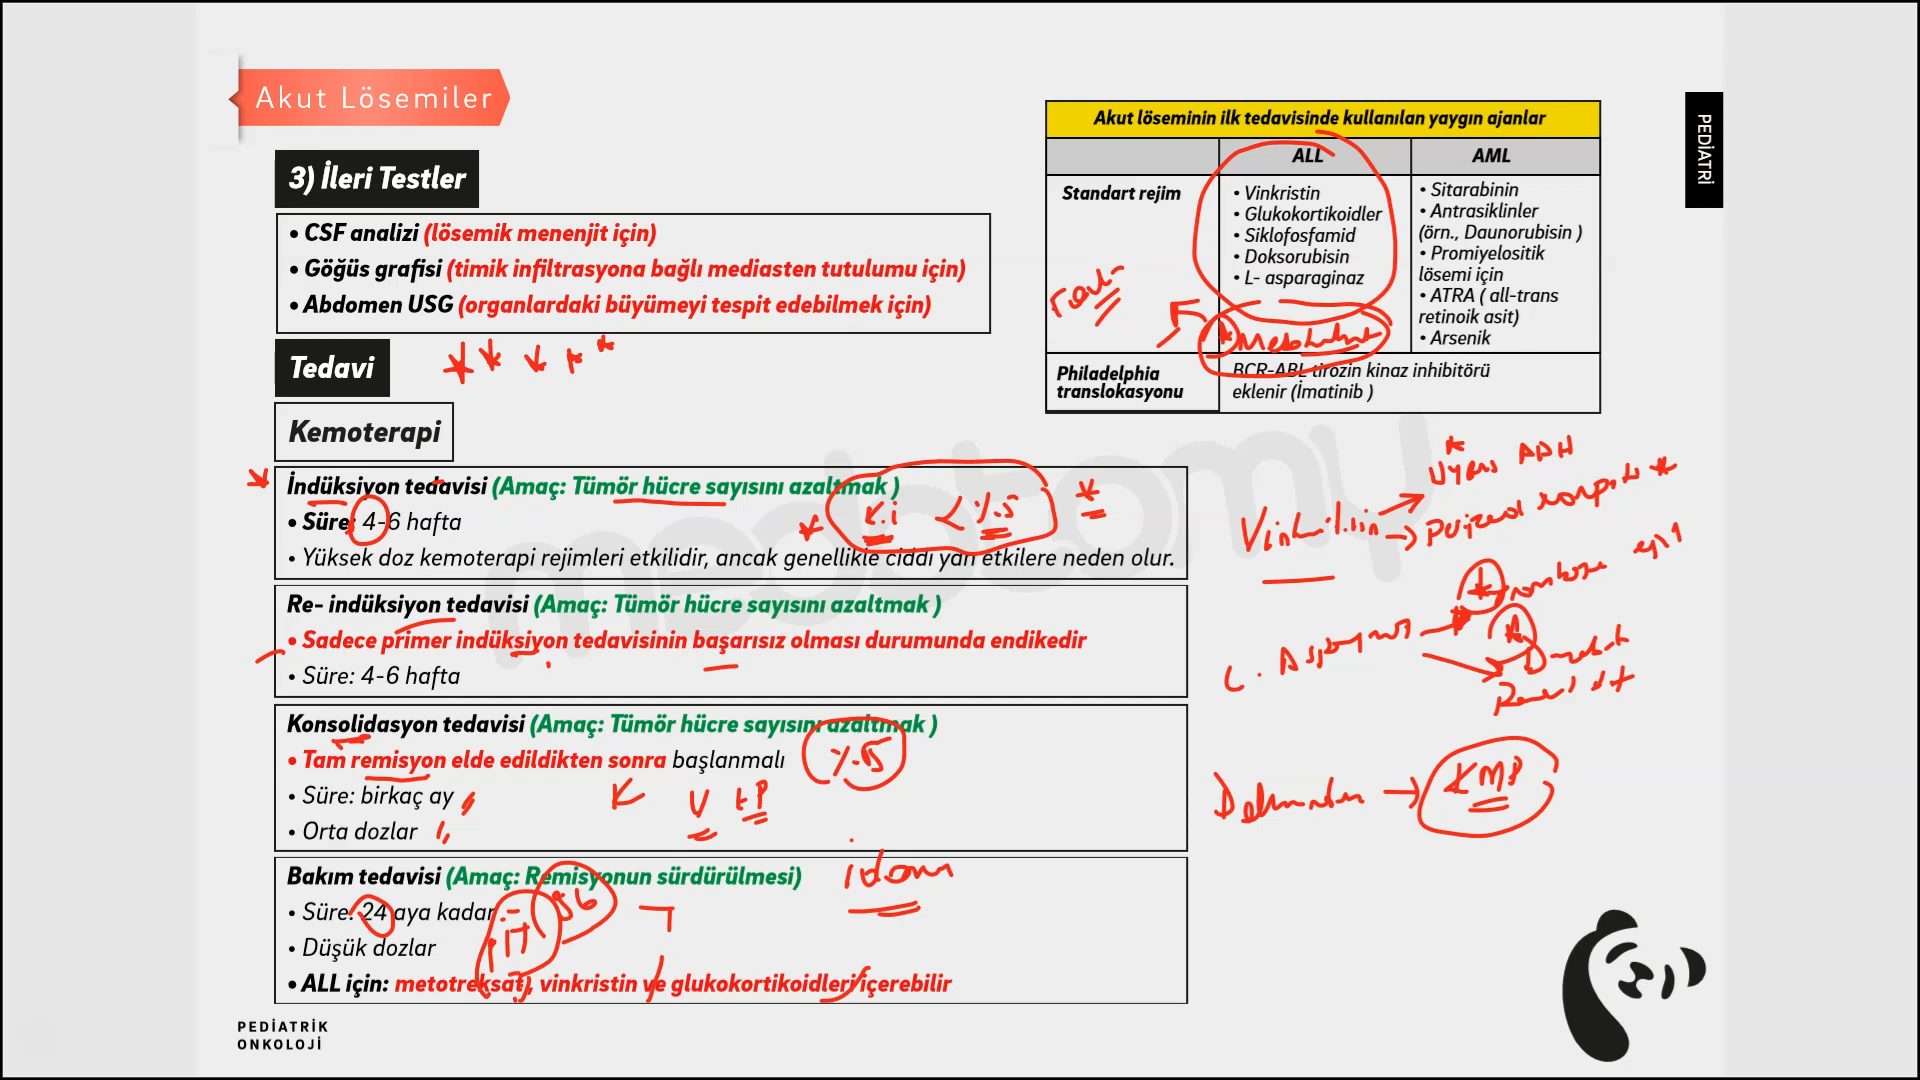 Akut Lösemiler
PEDİATRİ
3) İleri Testler
• CSF analizi (lösemik menenjit için)
• Göğüs grafisi (timik infiltrasyona bağlı mediasten tutulumu için)
• Abdomen USG (organlardaki büyümeyi tespit edebilmek için)
Akut löseminin ilk tedavisinde kullanılan yaygın ajanlar
ALL
AML
Standart rejim
• Vinkristin
• Glukokortikoidler
• Siklofosfamid
• Doksorubisin
• L- asparaginaz
• Sitarabinin
• Antrasiklinler
(örn., Daunorubisin )
• Promiyelositik
lösemi için
• ATRA ( all-trans
retinoik asit)
• Arsenik
Philadelphia
translokasyonu
BCR-ABL tirozin kinaz inhibitörü
eklenir (İmatinib )
Tedavi
Kemoterapi
İndüksiyon tedavisi (Amaç: Tümör hücre sayısını azaltmak )
• Süre: 4-6 hafta
K.i < %5
• Yüksek doz kemoterapi rejimleri etkilidir, ancak genellikle ciddi yan etkilere neden olur.
Re- indüksiyon tedavisi (Amaç: Tümör hücre sayısını azaltmak )
• Sadece primer indüksiyon tedavisinin başarısız olması durumunda endikedir
• Süre: 4-6 hafta
Konsolidasyon tedavisi (Amaç: Tümör hücre sayısını azaltmak )
• Tam remisyon elde edildikten sonra başlanmalı
%5
• Süre: birkaç ay
• Orta dozlar
Bakım tedavisi (Amaç: Remisyonun sürdürülmesi)
idame
• Süre: 24 aya kadar
• Düşük dozlar
İT
• ALL için: metotreksat, vinkristin ve glukokortikoidleri içerebilir
Vinkristin
ADH
L. Asparaginaz
KMP
medotomy
PEDİATRİK
ONKOLOJİ